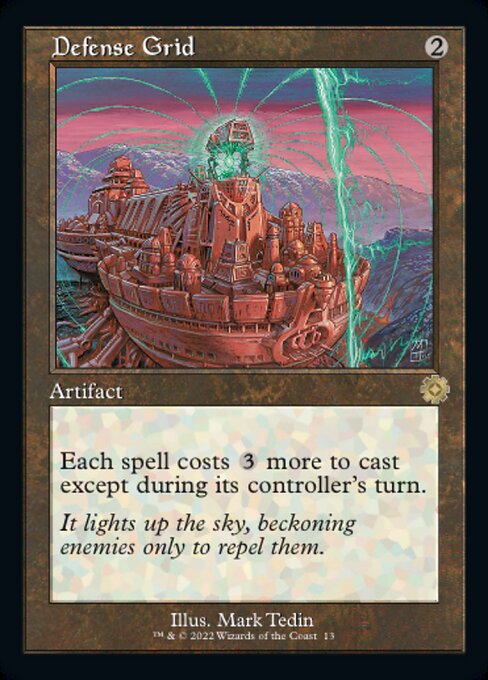 Defense Grid 2
Artifact
Each spell costs 3 more to cast
except during its controller's turn.
It lights up the sky, beckoning
enemies only to repel them.
Illus. Mark Tedin
™ & © 2022 Wizards of the Coast 13